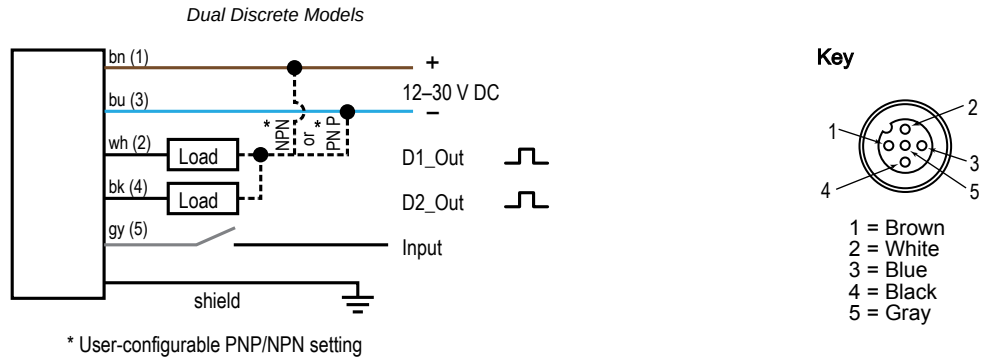 Dual Discrete Models
bn (1)
+
bu (3)
12–30 V DC
–
* NPN
or
* PNP
wh (2)
Load
D1_Out
bk (4)
Load
D2_Out
gy (5)
Input
shield
* User-configurable PNP/NPN setting
Key
2
1
3
4
5
1 = Brown
2 = White
3 = Blue
4 = Black
5 = Gray